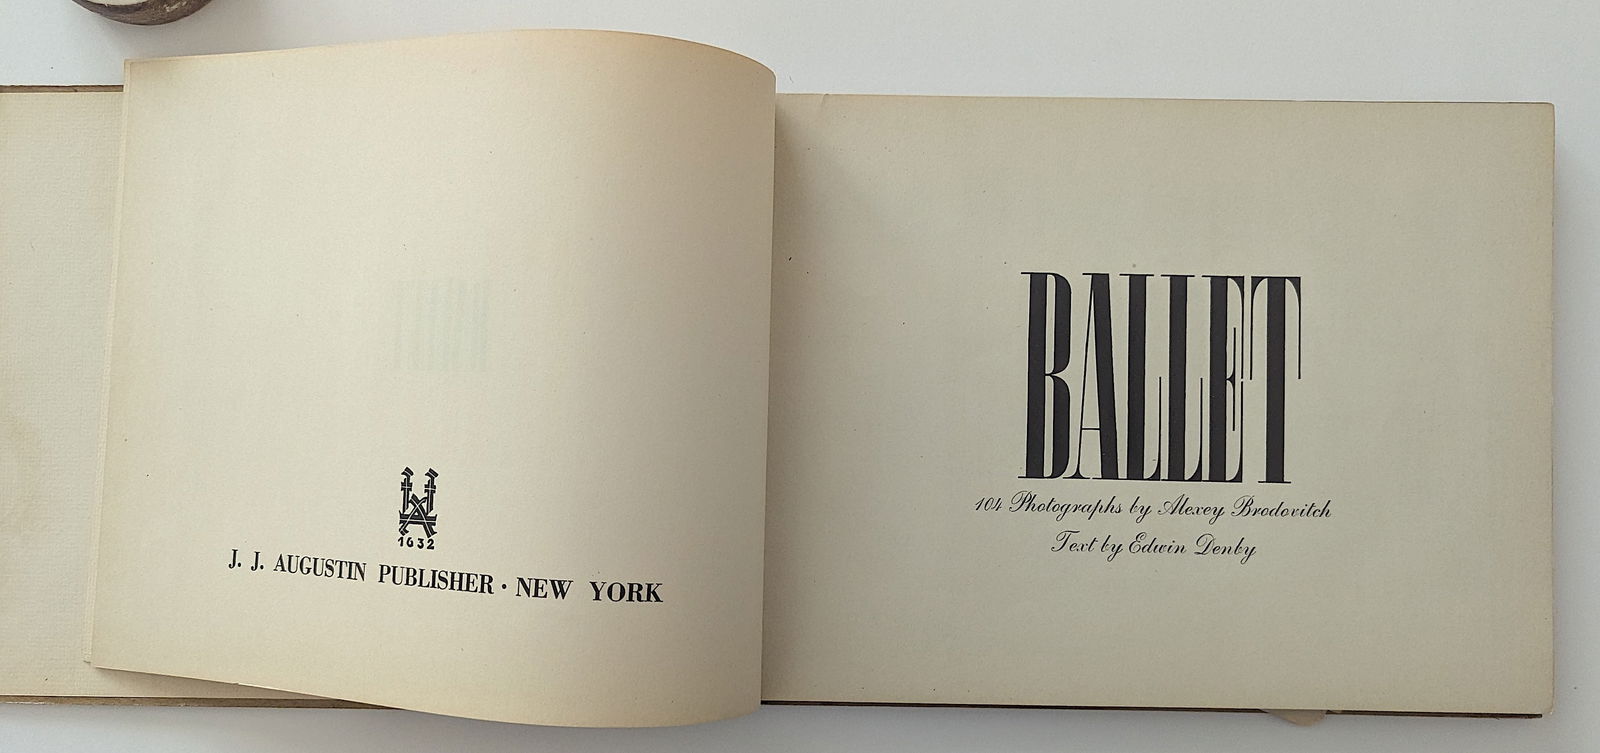 1632
J. J. AUGUSTIN PUBLISHER · NEW YORK
BALLET
104 Photographs by Alexey Brodovitch
Text by Edwin Denby